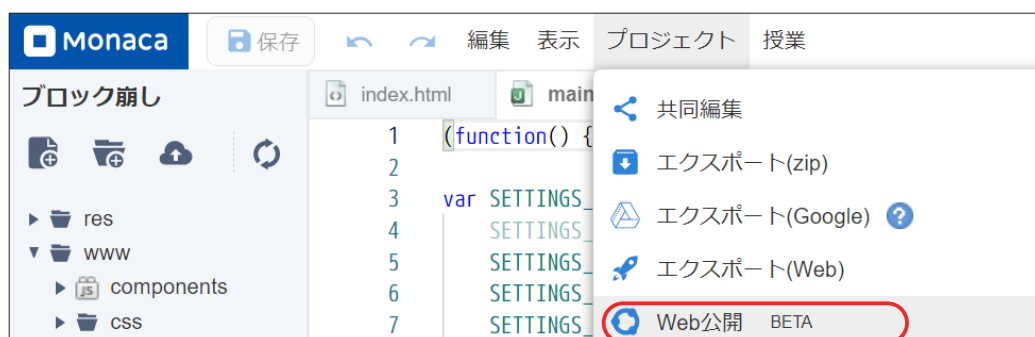 Monaca 保存 編集 表示 プロジェクト 授業
ブロック崩し
index.html main
res
www
components
JS
css
1 (function() {
2
3 var SETTINGS_
4 SETTINGS_
5 SETTINGS_
6 SETTINGS_
7 SETTINGS_
共同編集
エクスポート(zip)
エクスポート(Google) ?
エクスポート(Web)
Web公開 BETA